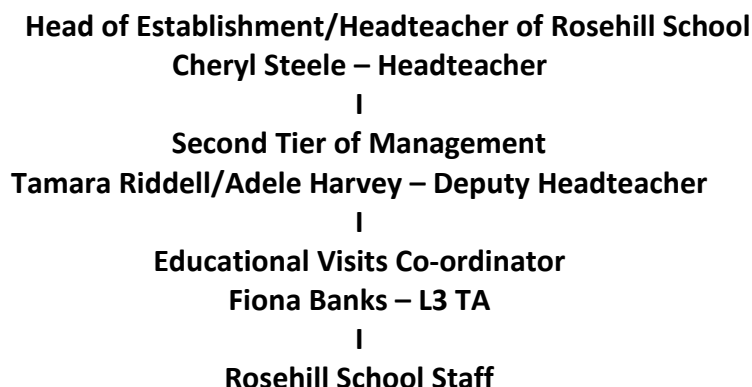 Head of Establishment/Headteacher of Rosehill School
Cheryl Steele – Headteacher
I
Second Tier of Management
Tamara Riddell/Adele Harvey – Deputy Headteacher
I
Educational Visits Co-ordinator
Fiona Banks – L3 TA
I
Rosehill School Staff